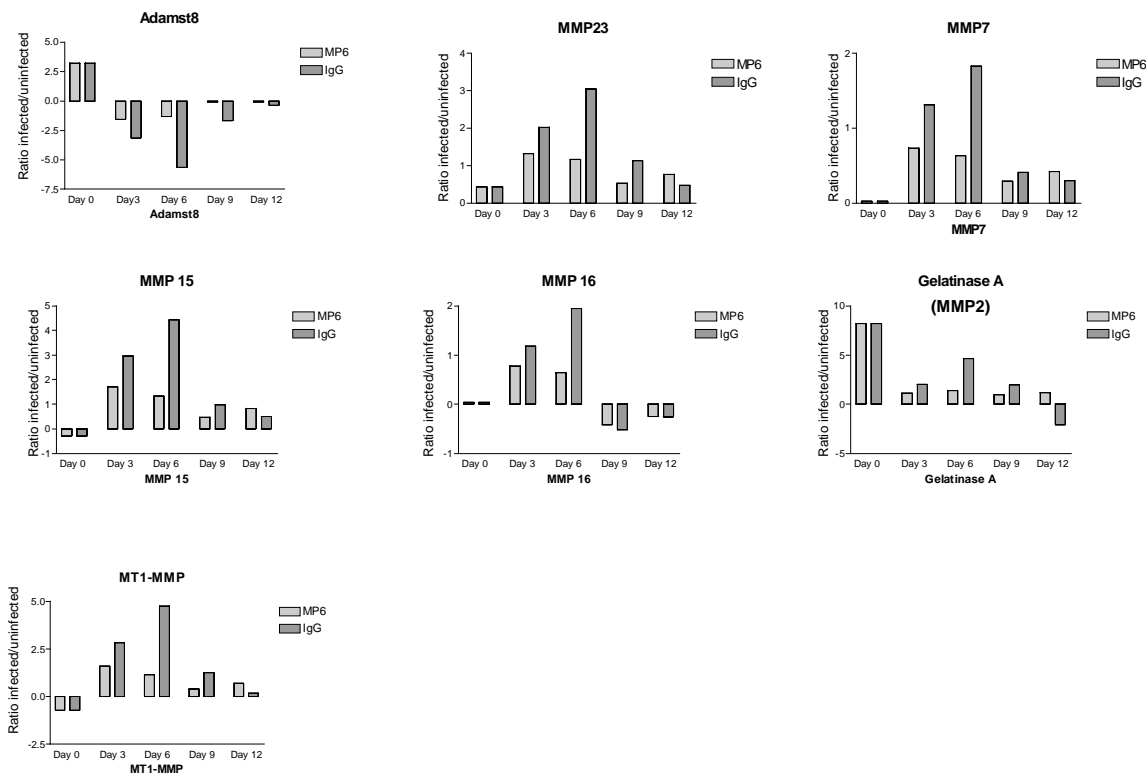 Adamst8
Ratio infected/uninfected
5.0
2.5
0.0
-2.5
-5.0
-7.5
MP6
IgG
Day 0 Day3 Day 6 Day 9 Day 12
Adamst8
MMP23
Ratio infected/uninfected
4
3
2
1
0
MP6
IgG
Day 0 Day 3 Day 6 Day 9 Day 12
MMP7
Ratio infected/uninfected
2
1
0
MP6
IgG
Day 0 Day 3 Day 6 Day 9 Day 12
MMP7
MMP 15
Ratio infected/uninfected
5
4
3
2
1
0
-1
MP6
IgG
Day 0 Day 3 Day 6 Day 9 Day 12
MMP 15
MMP 16
Ratio infected/uninfected
2
1
0
-1
MP6
IgG
Day 0 Day 3 Day 6 Day 9 Day 12
MMP 16
Gelatinase A
(MMP2)
Ratio infected/uninfected
10
5
0
-5
MP6
IgG
Day 0 Day 3 Day 6 Day 9 Day 12
Gelatinase A
MT1-MMP
Ratio infected/uninfected
5.0
2.5
0.0
-2.5
MP6
IgG
Day 0 Day 3 Day 6 Day 9 Day 12
MT1-MMP